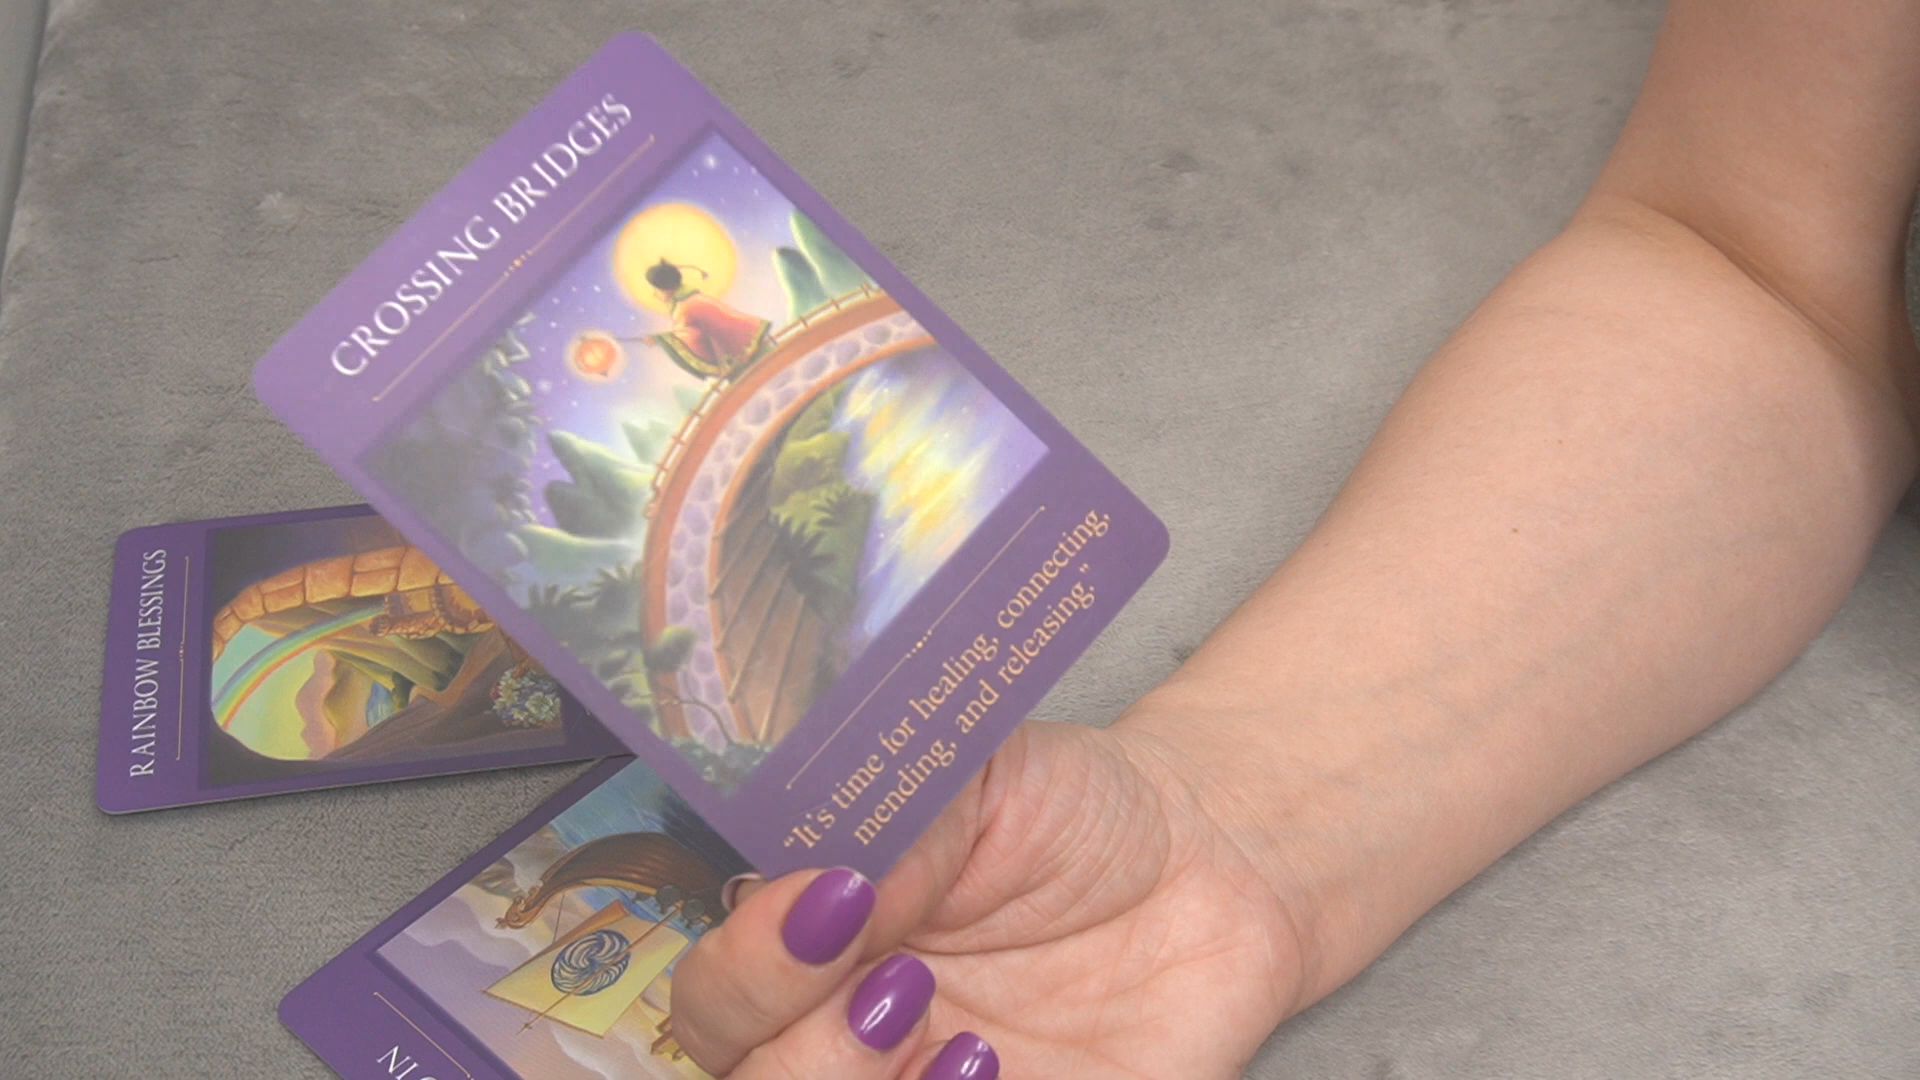 CROSSING BRIDGES
"It's time for healing, connecting,
mending, and releasing."
RAINBOW BLESSINGS